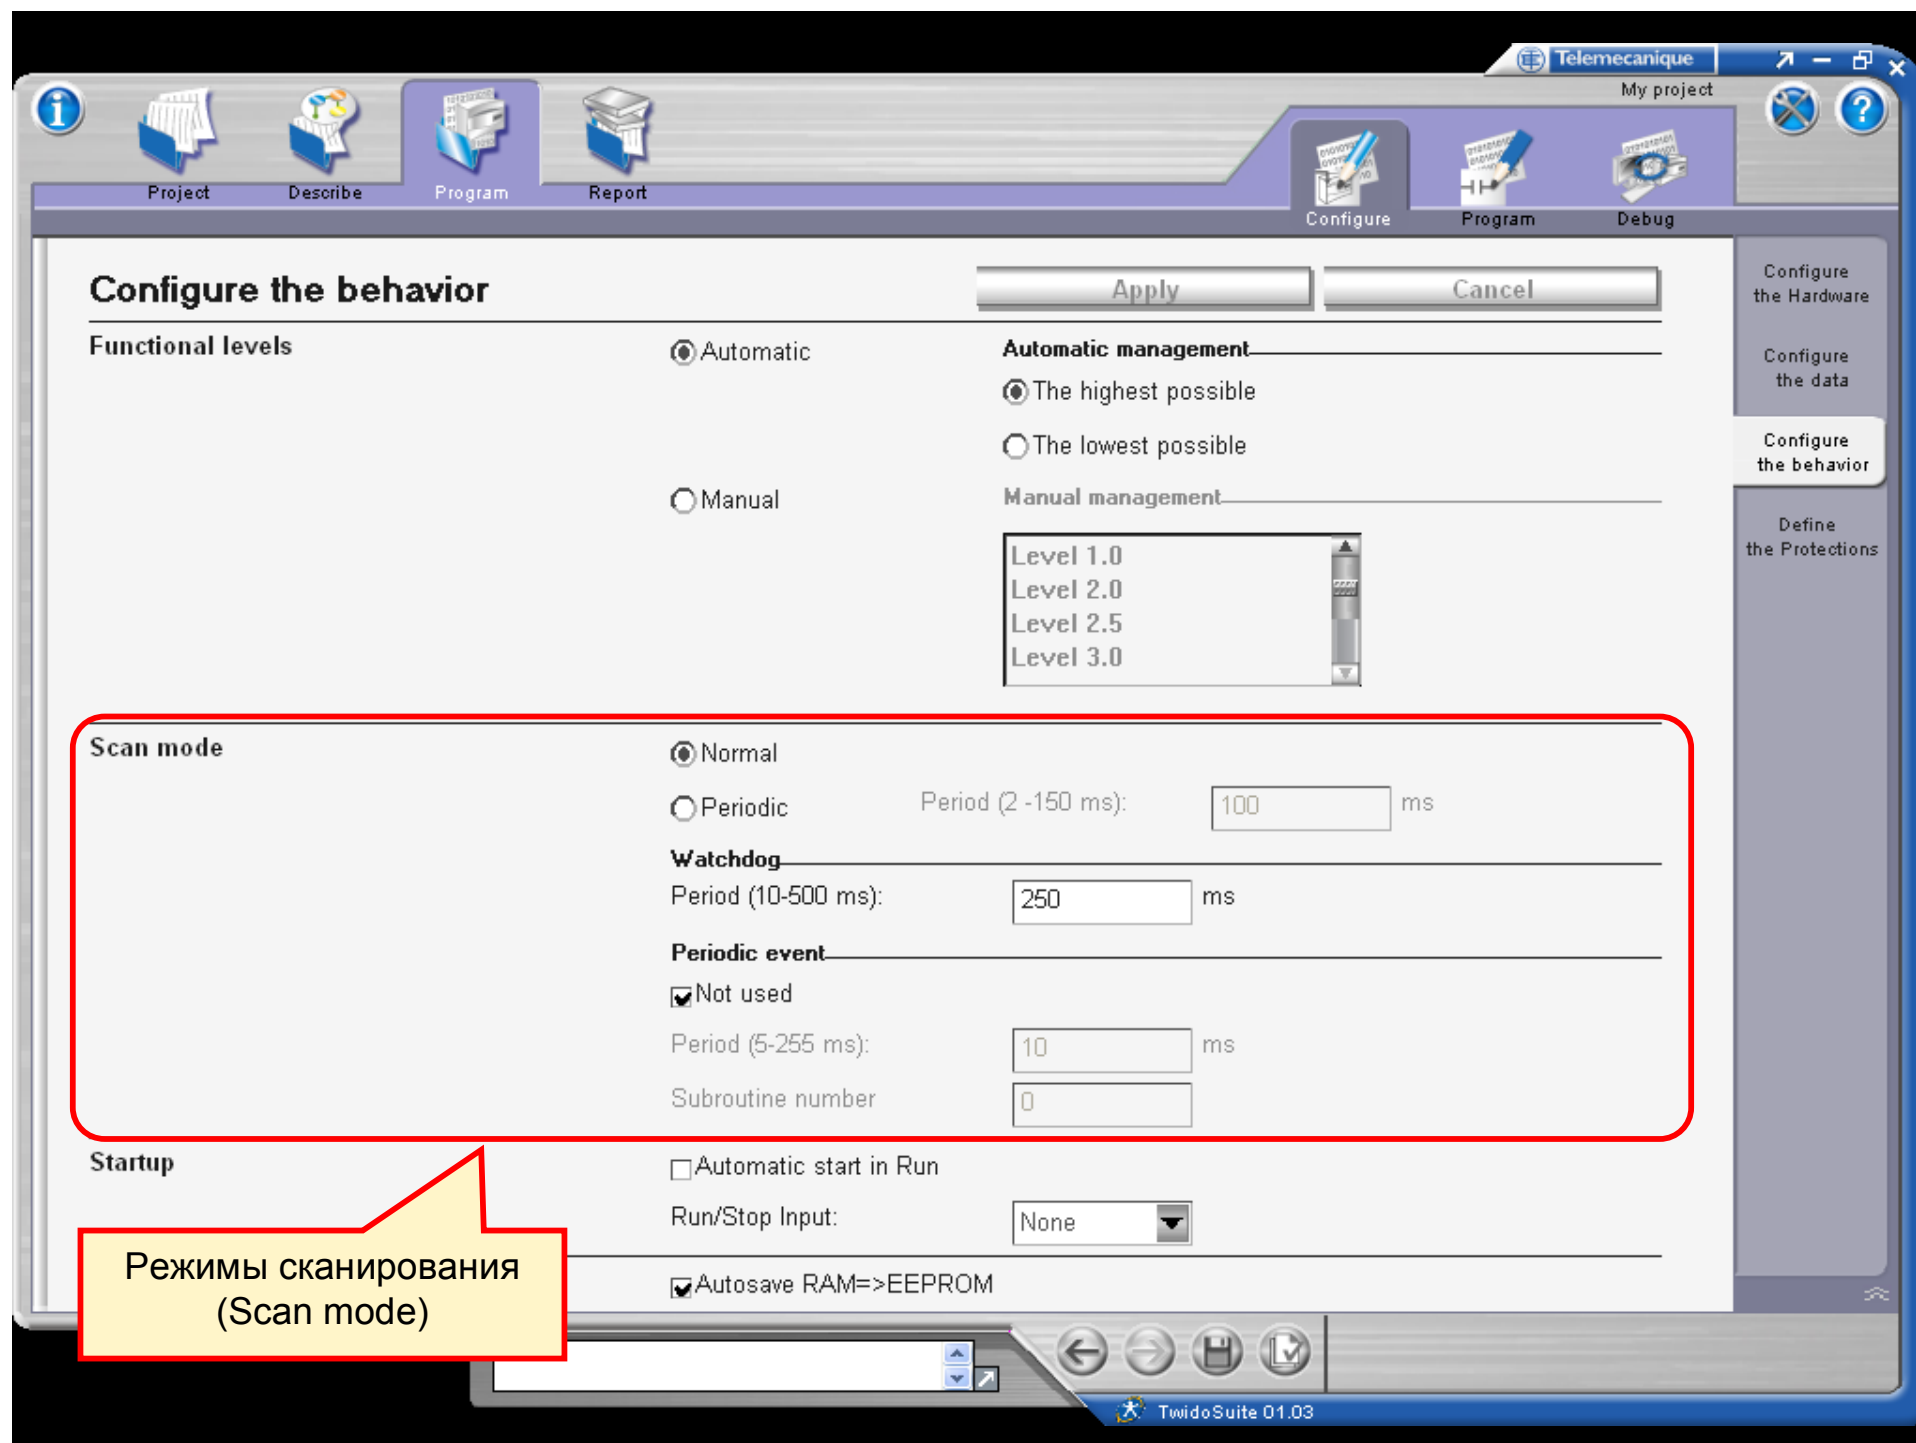 Telemecanique
My project
Project
Describe
Program
Report
Configure
Program
Debug
Configure the behavior
Apply
Cancel
Configure
the Hardware
Configure
the data
Configure
the behavior
Define
the Protections
Functional levels
Automatic
Automatic management
The highest possible
The lowest possible
Manual
Manual management
Level 1.0
Level 2.0
Level 2.5
Level 3.0
Scan mode
Normal
Periodic
Period (2 -150 ms):
100
ms
Watchdog
Period (10-500 ms):
250
ms
Periodic event
Not used
Period (5-255 ms):
10
ms
Subroutine number
0
Startup
Automatic start in Run
Run/Stop Input:
None
Autosave RAM=>EEPROM
Режимы сканирования
(Scan mode)
TwidoSuite 01.03